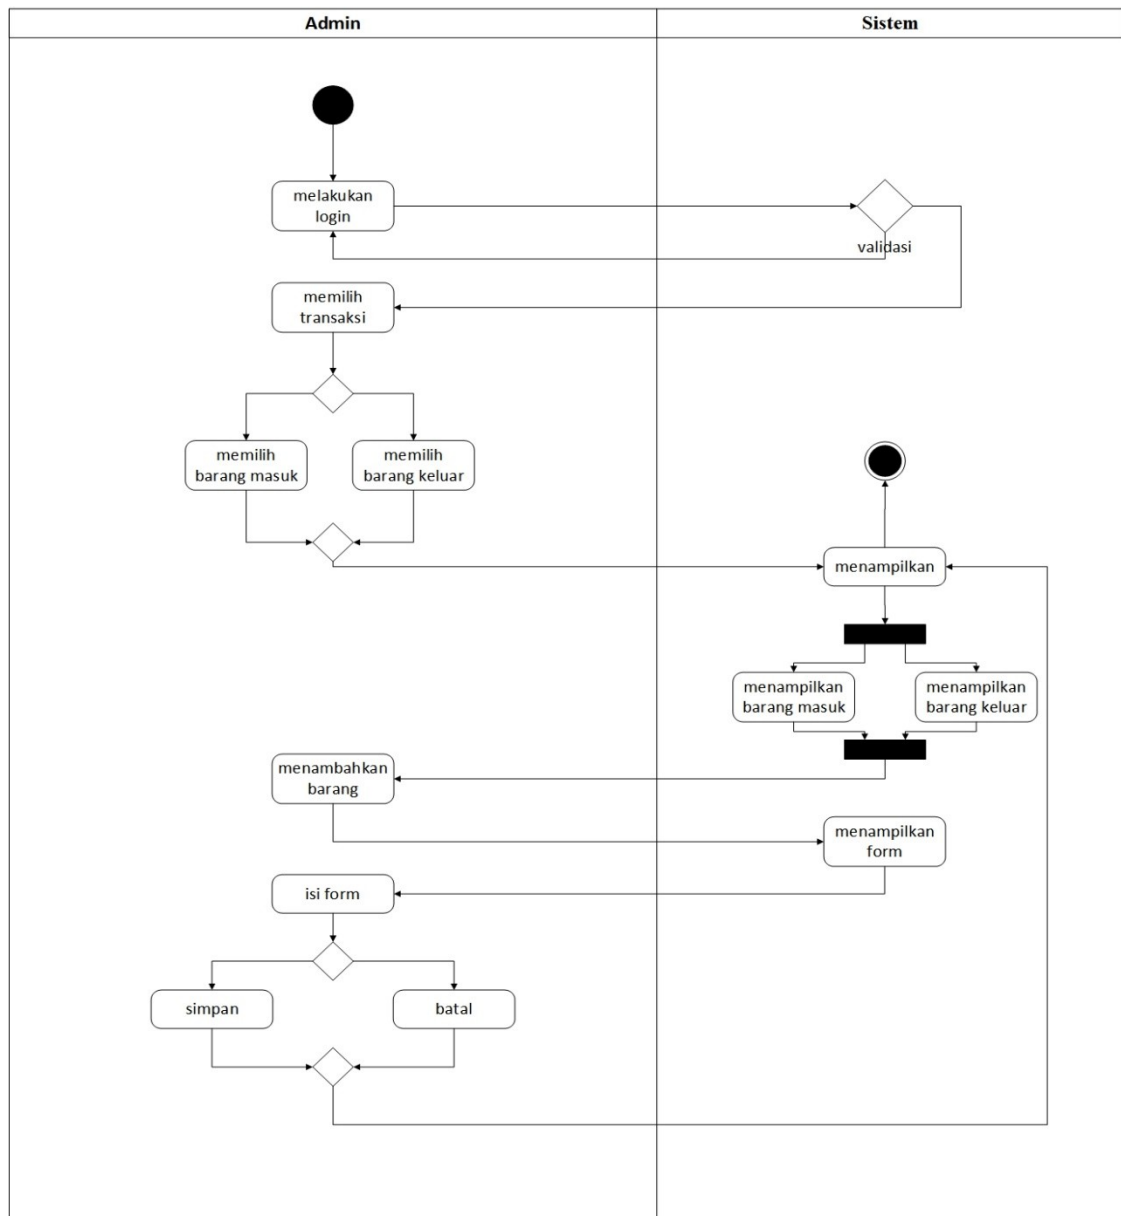 Admin
Sistem
melakukan
login
validasi
memilih
transaksi
memilih
barang masuk
memilih
barang keluar
menampilkan
menampilkan
barang masuk
menampilkan
barang keluar
menambahkan
barang
menampilkan
form
isi form
simpan
batal